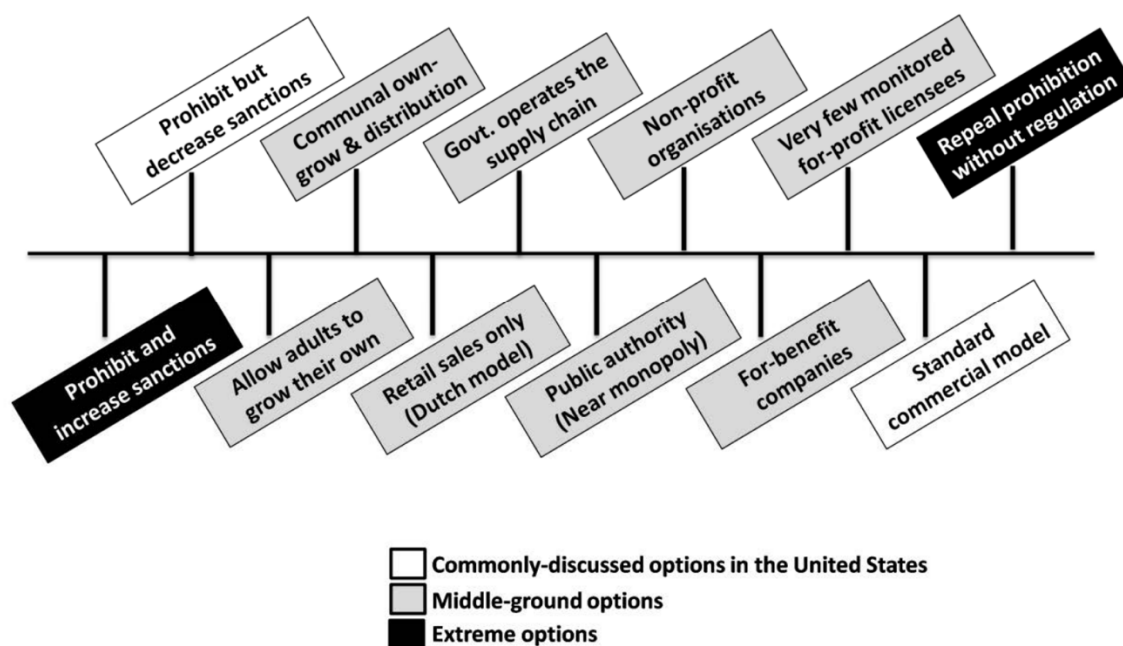 Prohibit but
decrease sanctions
Communal own-
grow & distribution
Govt. operates the
supply chain
Non-profit
organisations
Very few monitored
for-profit licensees
Repeal prohibition
without regulation
Prohibit and
increase sanctions
Allow adults to
grow their own
Retail sales only
(Dutch model)
Public authority
(Near monopoly)
For-benefit
companies
Standard
commercial model
Commonly-discussed options in the United States
Middle-ground options
Extreme options